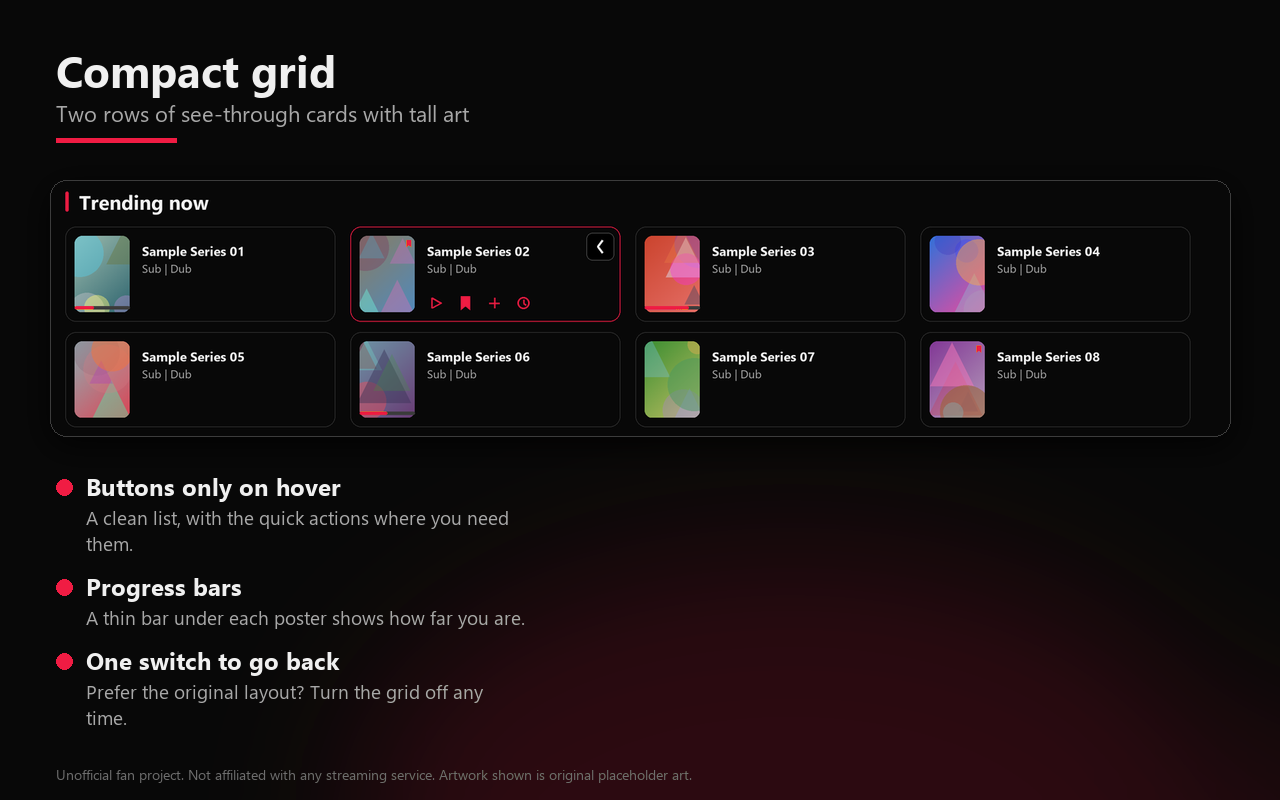 Compact grid
Two rows of see-through cards with tall art
Trending now
Sample Series 01
Sub | Dub
Sample Series 02
Sub | Dub
Sample Series 03
Sub | Dub
Sample Series 04
Sub | Dub
Sample Series 05
Sub | Dub
Sample Series 06
Sub | Dub
Sample Series 07
Sub | Dub
Sample Series 08
Sub | Dub
Buttons only on hover
A clean list, with the quick actions where you need
them.
Progress bars
A thin bar under each poster shows how far you are.
One switch to go back
Prefer the original layout? Turn the grid off any
time.
Unofficial fan project. Not affiliated with any streaming service. Artwork shown is original placeholder art.